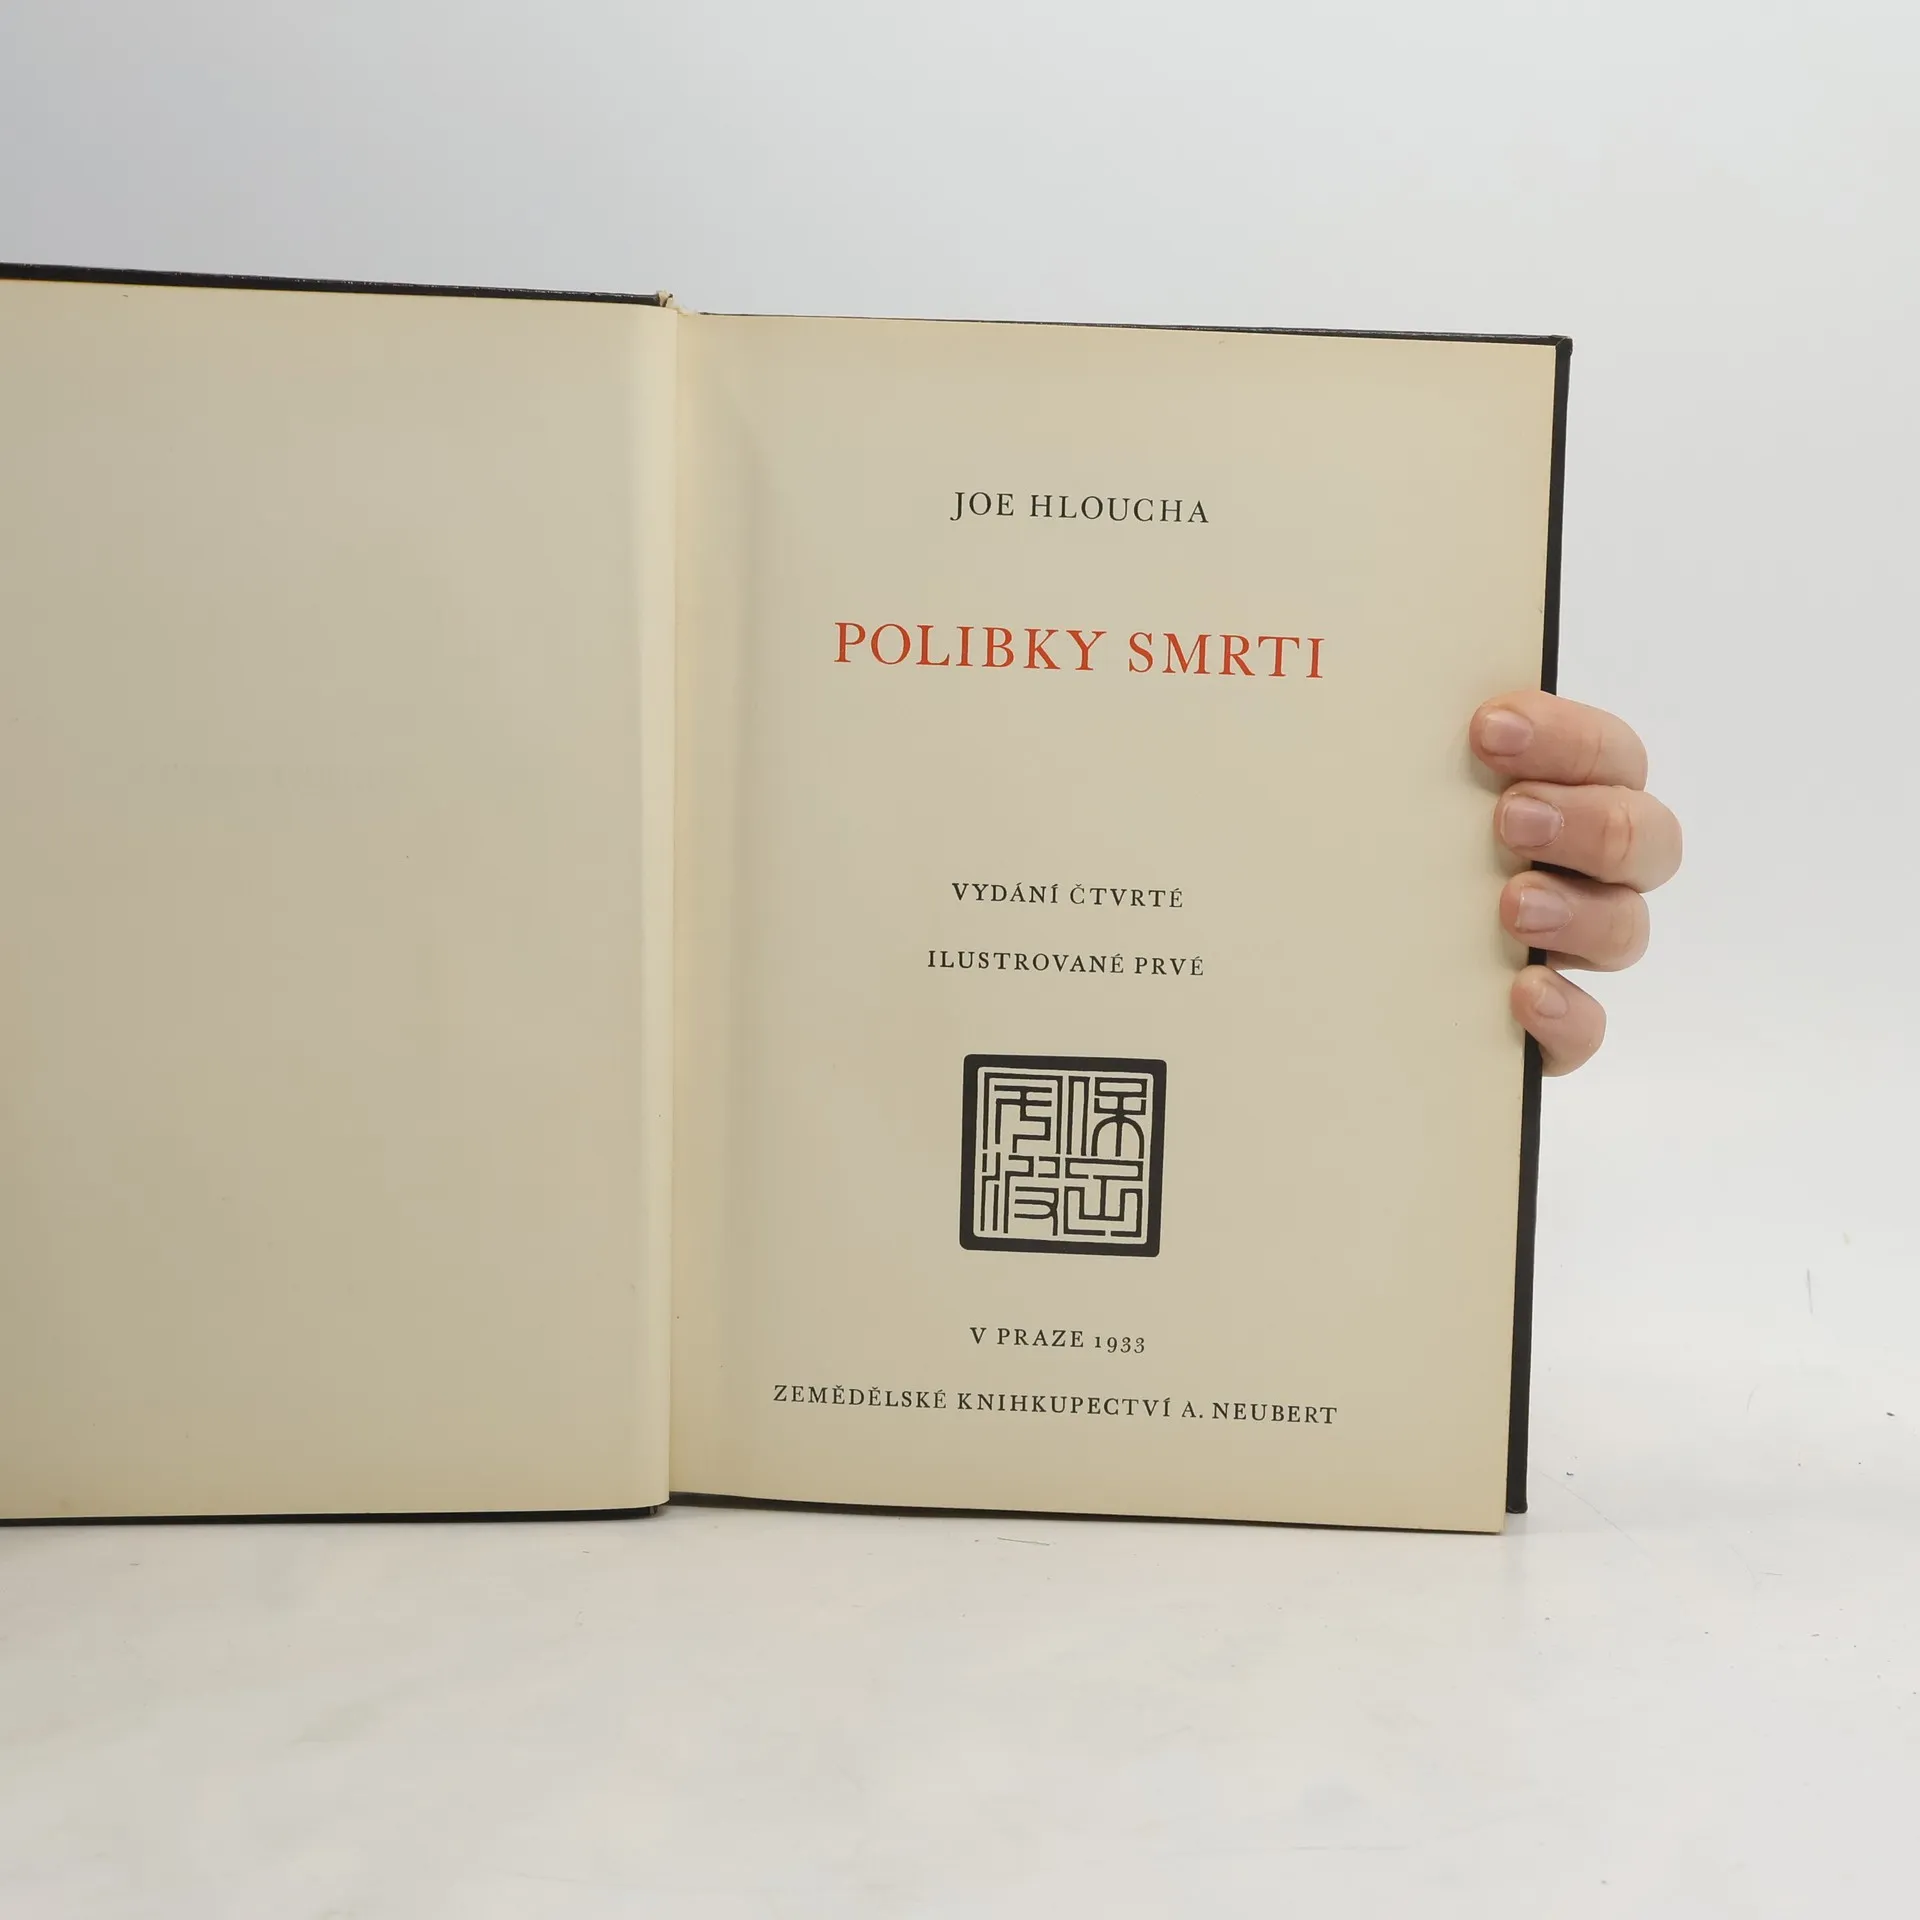 JOE HLOUCHA
POLIBKY SMRTI
VYDÁNÍ ČTVRTÉ
ILUSTROVANÉ PRVÉ
V PRAZE 1933
ZEMĚDĚLSKÉ KNIHKUPECTVÍ A. NEUBERT